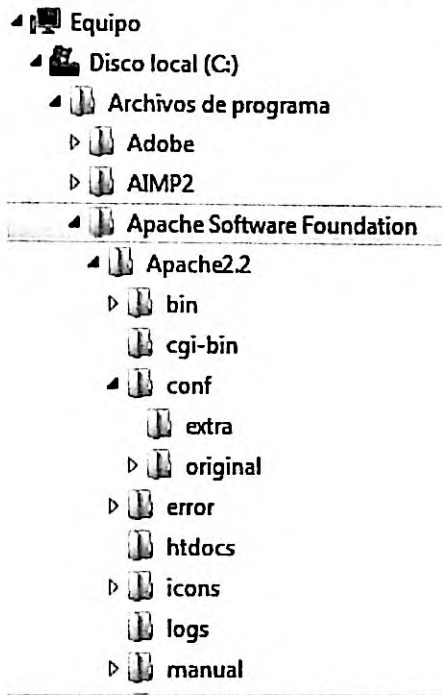 Equipo
Disco local (C:)
Archivos de programa
Adobe
AIMP2
Apache Software Foundation
Apache2.2
bin
cgi-bin
conf
extra
original
error
htdocs
icons
logs
manual